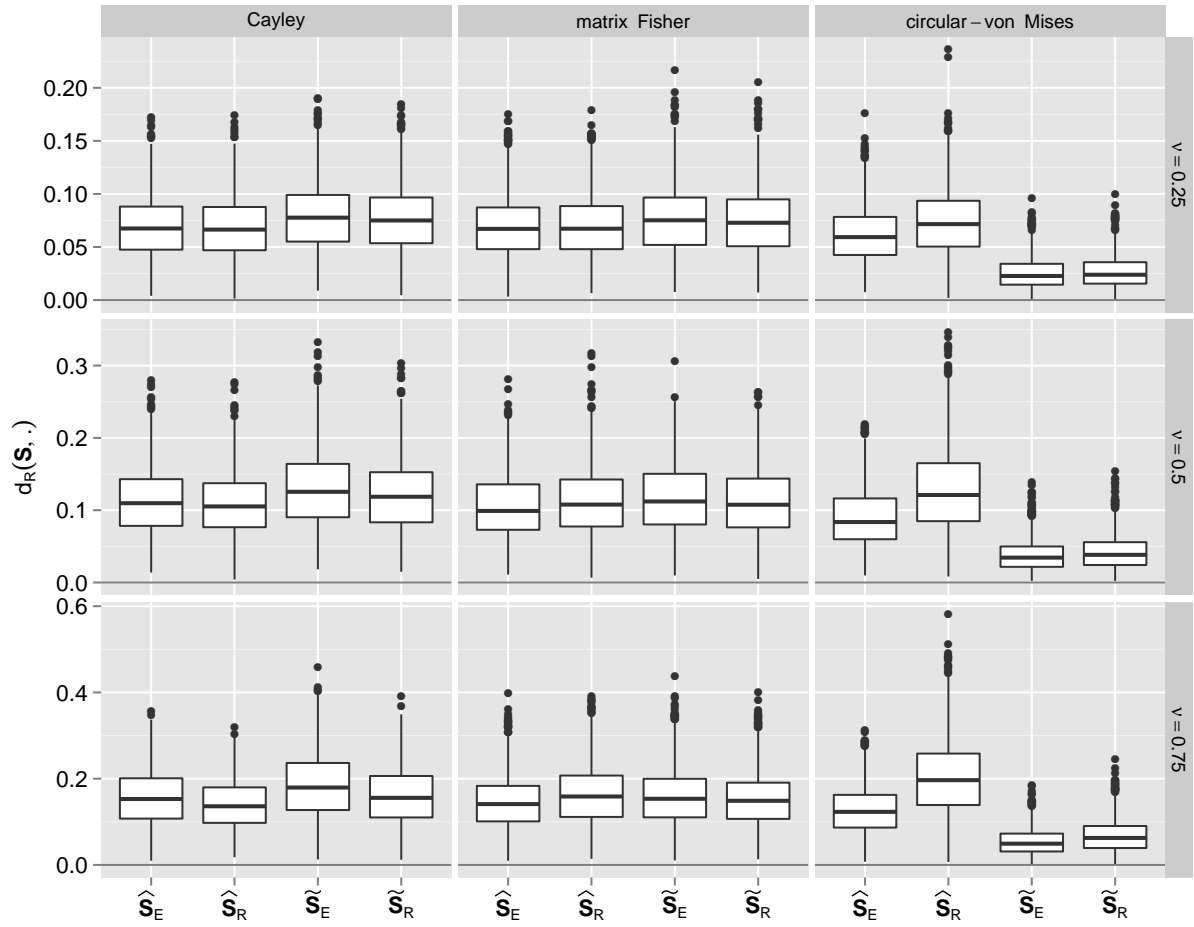 Cayley matrix Fisher circular−von Mises
0.20
0.15
0.10
0.05
0.00
ν = 0.25
0.3
0.2
0.1
0.0
ν = 0.5
0.6
0.4
0.2
0.0
ν = 0.75
d_R(S, .)
Ŝ_E Ŝ_R S̃_E S̃_R Ŝ_E Ŝ_R S̃_E S̃_R Ŝ_E Ŝ_R S̃_E S̃_R